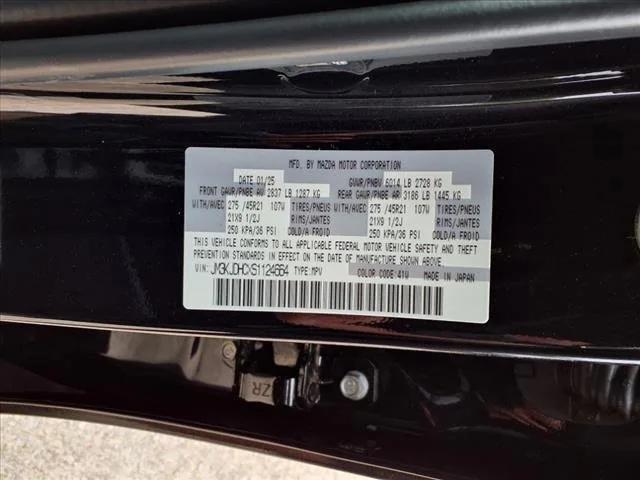 MFD. BY MAZDA MOTOR CORPORATION
DATE 01/25 GVWR/PNBV 6014 LB 2728 KG
FRONT GAWR/PNBE AV 2837 LB 1287 KG REAR GAWR/PNBE AR 3186 LB 1445 KG
WITH/AVEC 275 /45R21 107W TIRES/PNEUS WITH/AVEC 275 /45R21 107W TIRES/PNEUS
21X9 1/2J RIMS/JANTES 21X9 1/2J RIMS/JANTES
250 KPA/36 PSI COLD/A FROID 250 KPA/36 PSI COLD/A FROID
THIS VEHICLE CONFORMS TO ALL APPLICABLE FEDERAL MOTOR VEHICLE SAFETY AND THEFT
PREVENTION STANDARDS IN EFFECT ON THE DATE OF MANUFACTURE SHOWN ABOVE.
VIN: JM3KJDHCXS1124664 TYPE:MPV COLOR CODE:41W MADE IN JAPAN
ZR